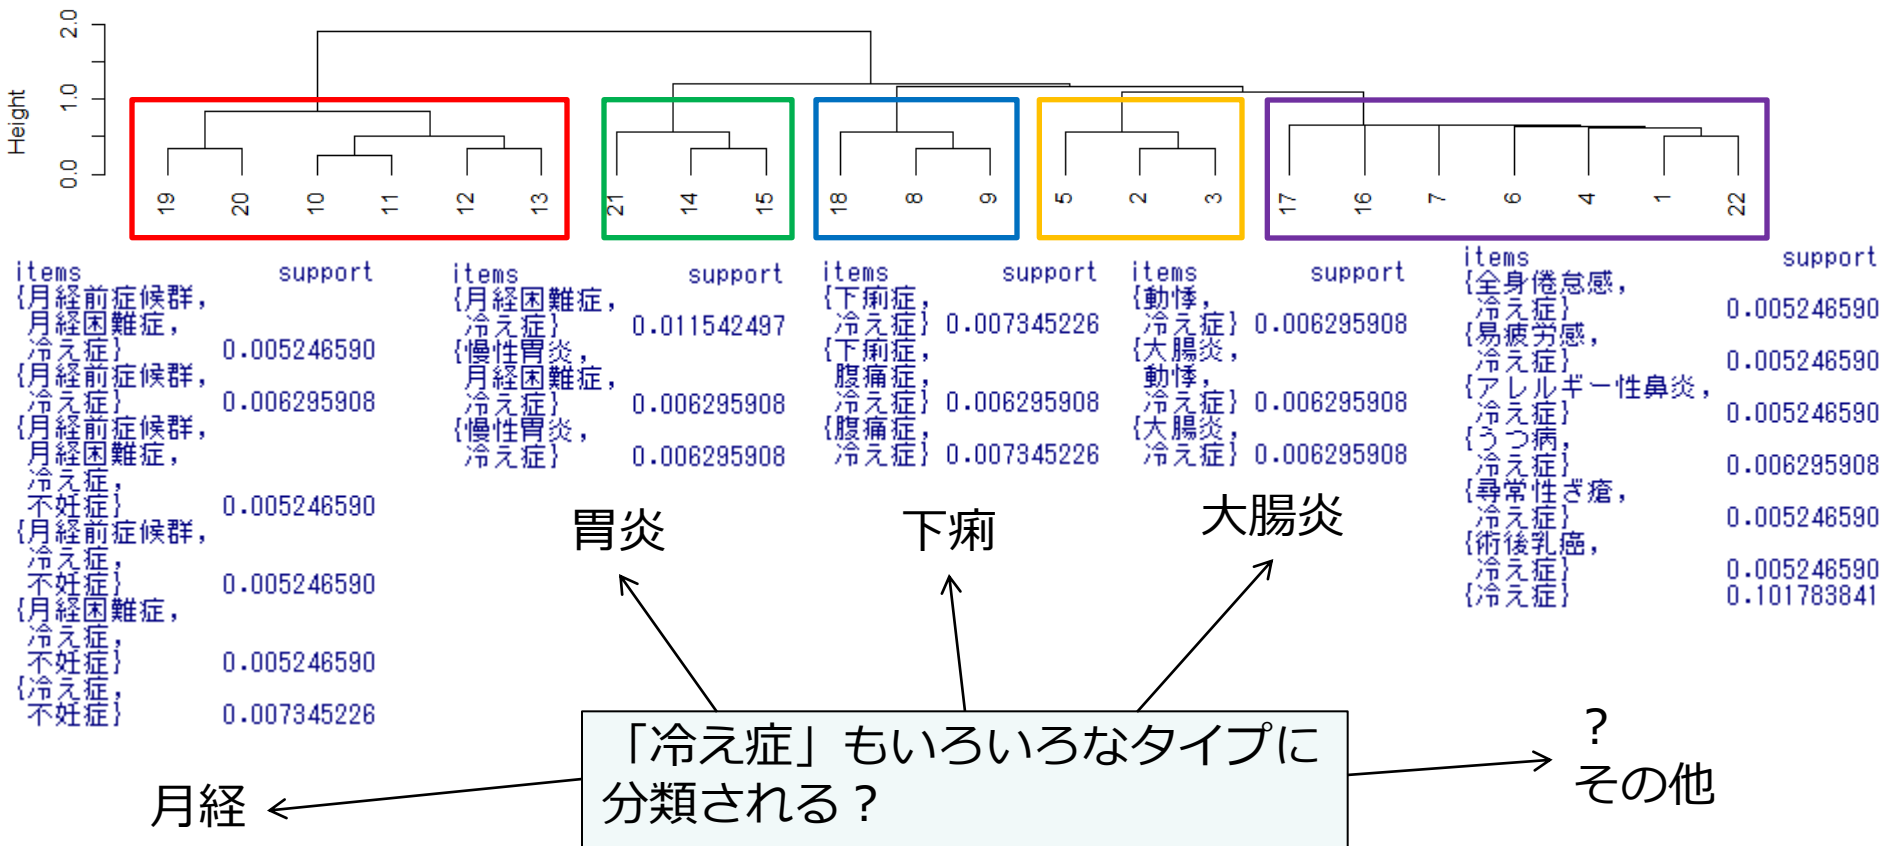 Height
2.0
1.0
0.0
19 20 10 11 12 13 21 14 15 18 8 9 5 2 3 17 16 7 6 4 1 22
items support
{月経前症候群,
月経困難症,
冷え症} 0.005246590
{月経前症候群,
冷え症} 0.006295908
{月経前症候群,
月経困難症,
冷え症,
不妊症} 0.005246590
{月経前症候群,
冷え症,
不妊症} 0.005246590
{月経困難症,
冷え症,
不妊症} 0.005246590
{冷え症,
不妊症} 0.007345226
items support
{月経困難症,
冷え症} 0.011542497
{慢性胃炎,
月経困難症,
冷え症} 0.006295908
{慢性胃炎,
冷え症} 0.006295908
items support
{下痢症,
冷え症} 0.007345226
{下痢症,
腹痛症,
冷え症} 0.006295908
{腹痛症,
冷え症} 0.007345226
items support
{動悸,
冷え症} 0.006295908
{大腸炎,
動悸,
冷え症} 0.006295908
{大腸炎,
冷え症} 0.006295908
items support
{全身倦怠感,
冷え症} 0.005246590
{易疲労感,
冷え症} 0.005246590
{アレルギー性鼻炎,
冷え症} 0.005246590
{うつ病,
冷え症} 0.006295908
{尋常性ざ瘡,
冷え症} 0.005246590
{術後乳癌,
冷え症} 0.005246590
{冷え症} 0.101783841
胃炎
下痢
大腸炎
「冷え症」もいろいろなタイプに
分類される？
月経
？
その他